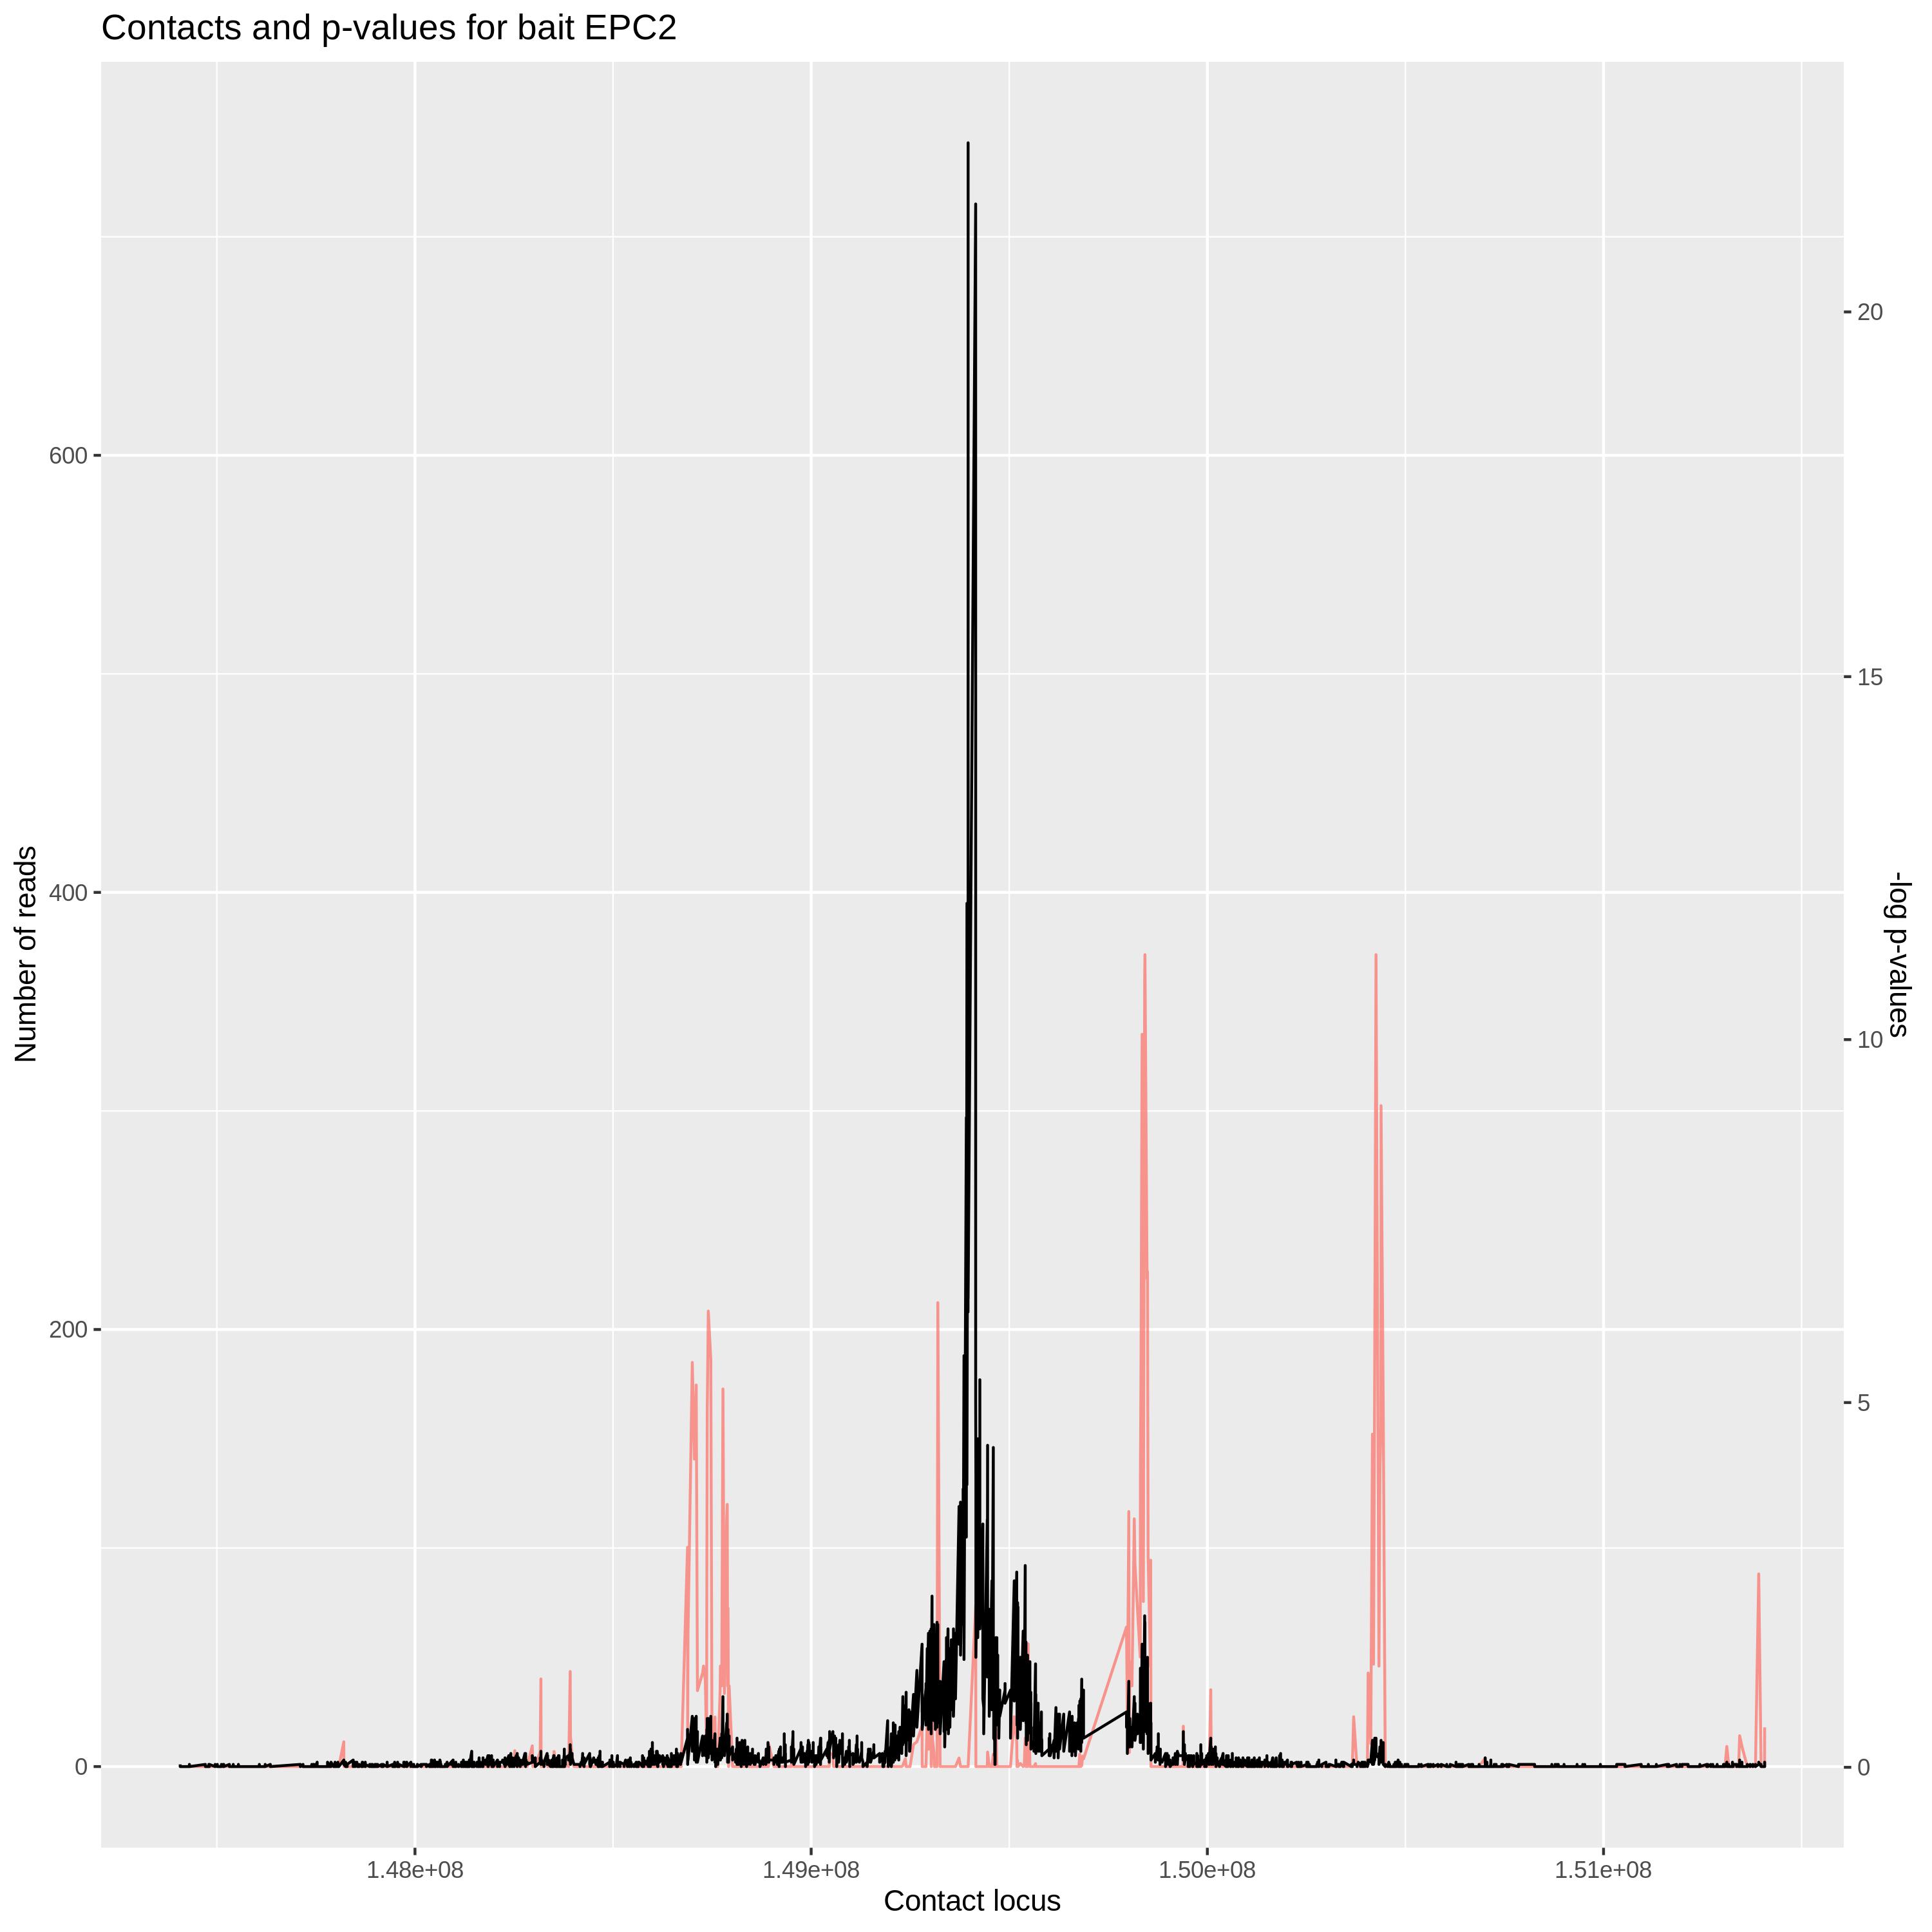 Contacts and p-values for bait EPC2
Number of reads
600
400
200
0
20
15
10
5
0
-log p-values
1.48e+08
1.49e+08
1.50e+08
1.51e+08
Contact locus